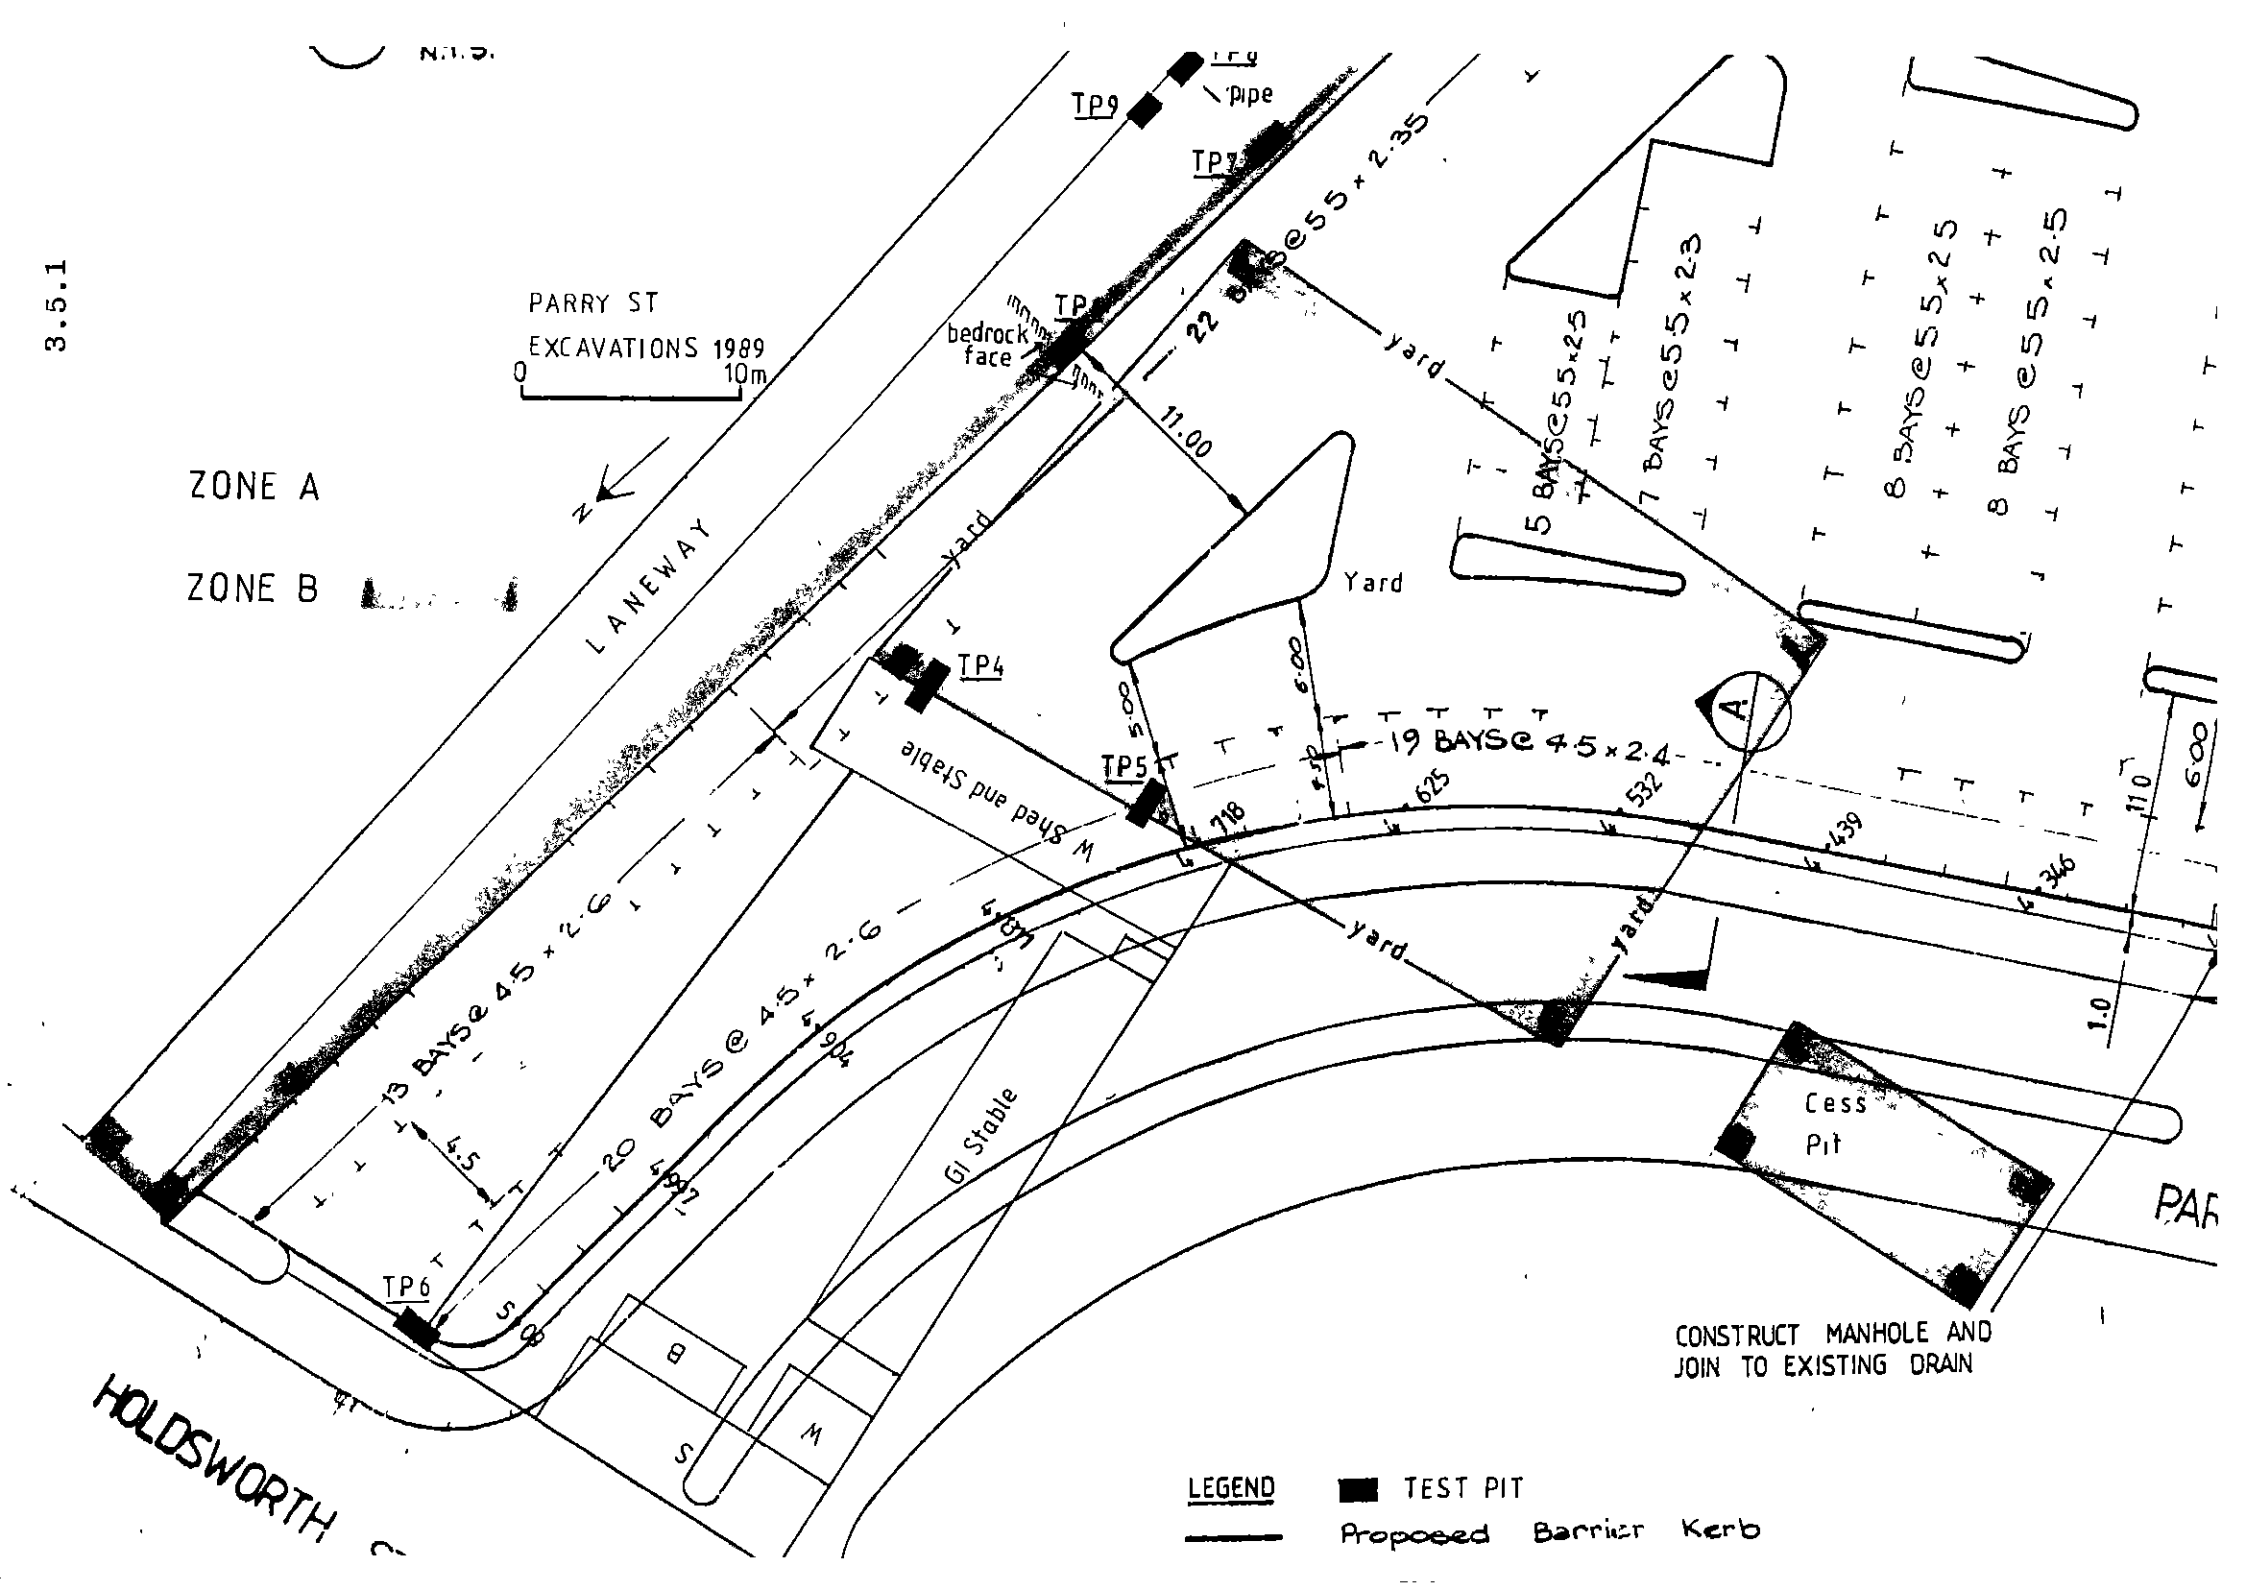 N.T.S.
pipe
TP9
TP7
3.5.1
PARRY ST
EXCAVATIONS 1989
0 10m
bedrock
face
22 BAYS @ 5.5 × 2.35
yard
11.00
ZONE A
N
ZONE B
LANEWAY
yard
Yard
5 BAYS @ 5.5 × 2.5
7 BAYS @ 5.5 × 2.3
8 BAYS @ 5.5 × 2.5
8 BAYS @ 5.5 × 2.5
TP4
W Shed and Stable
5.00
6.00
TP5
19 BAYS @ 4.5 × 2.4
A
718
625
532
439
346
11.0
6.00
1.0
13 BAYS @ 4.5 × 2.6
20 BAYS @ 4.5 × 2.6
4.904
4.997
4.5
yard
yard
GI Stable
Cess
Pit
TP6
5.09
B
W
S
PAR
HOLDSWORTH
CONSTRUCT MANHOLE AND
JOIN TO EXISTING DRAIN
LEGEND
TEST PIT
Proposed Barrier Kerb